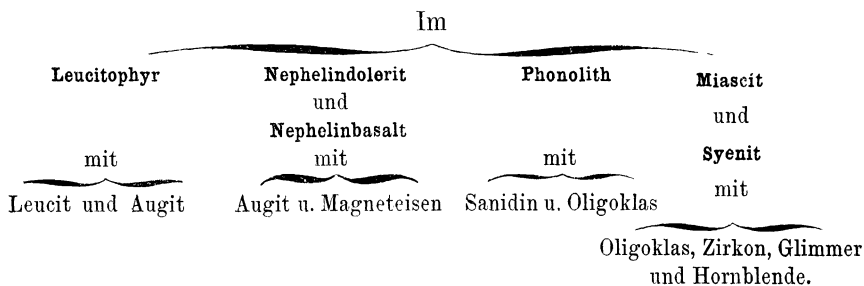 Im
Leucitophyr
mit
Leucit und Augit
Nephelindolerit
und
Nephelinbasalt
mit
Augit u. Magneteisen
Phonolith
mit
Sanidin u. Oligoklas
Miascit
und
Syenit
mit
Oligoklas, Zirkon, Glimmer
und Hornblende.